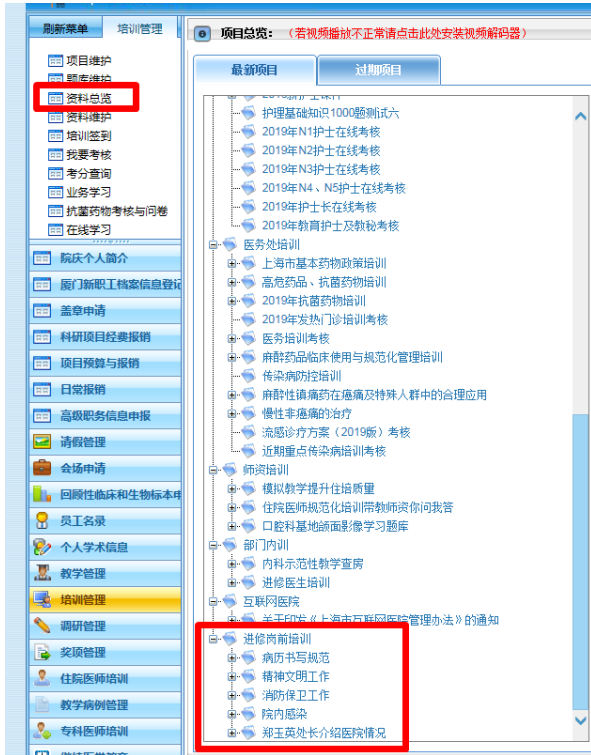 刷新菜单
培训管理
项目维护
题库维护
资料总览
资料维护
培训签到
我要考核
考分查询
业务学习
抗菌药物考核与问卷
在线学习
院庆个人简介
厦门新职工档案信息登记
盖章申请
科研项目经费报销
项目预算与报销
日常报销
高级职务信息申报
请假管理
会场申请
回顾性临床和生物标本申
员工名录
个人学术信息
教学管理
培训管理
调研管理
奖项管理
住院医师培训
教学病例管理
专科医师培训
项目总览：（若视频播放不正常请点击此处安装视频解码器）
最新项目
过期项目
护理基础知识1000题测试六
2019年N1护士在线考核
2019年N2护士在线考核
2019年N3护士在线考核
2019年N4、N5护士在线考核
2019年护士长在线考核
2019年教育护士及教秘考核
医务处培训
上海市基本药物政策培训
高危药品、抗菌药物培训
2019年抗菌药物培训
2019年发热门诊培训考核
医务培训考核
麻醉药品临床使用与规范化管理培训
传染病防控培训
麻醉性镇痛药在癌痛及特殊人群中的合理应用
慢性非癌痛的治疗
流感诊疗方案（2019版）考核
近期重点传染病培训考核
师资培训
模拟教学提升住培质量
住院医师规范化培训带教师资你问我答
口腔科基地颌面影像学习题库
部门内训
内科示范性教学查房
进修医生培训
互联网医院
关于印发《上海市互联网医院管理办法》的通知
进修岗前培训
病历书写规范
精神文明工作
消防保卫工作
院内感染
郑玉英处长介绍医院情况